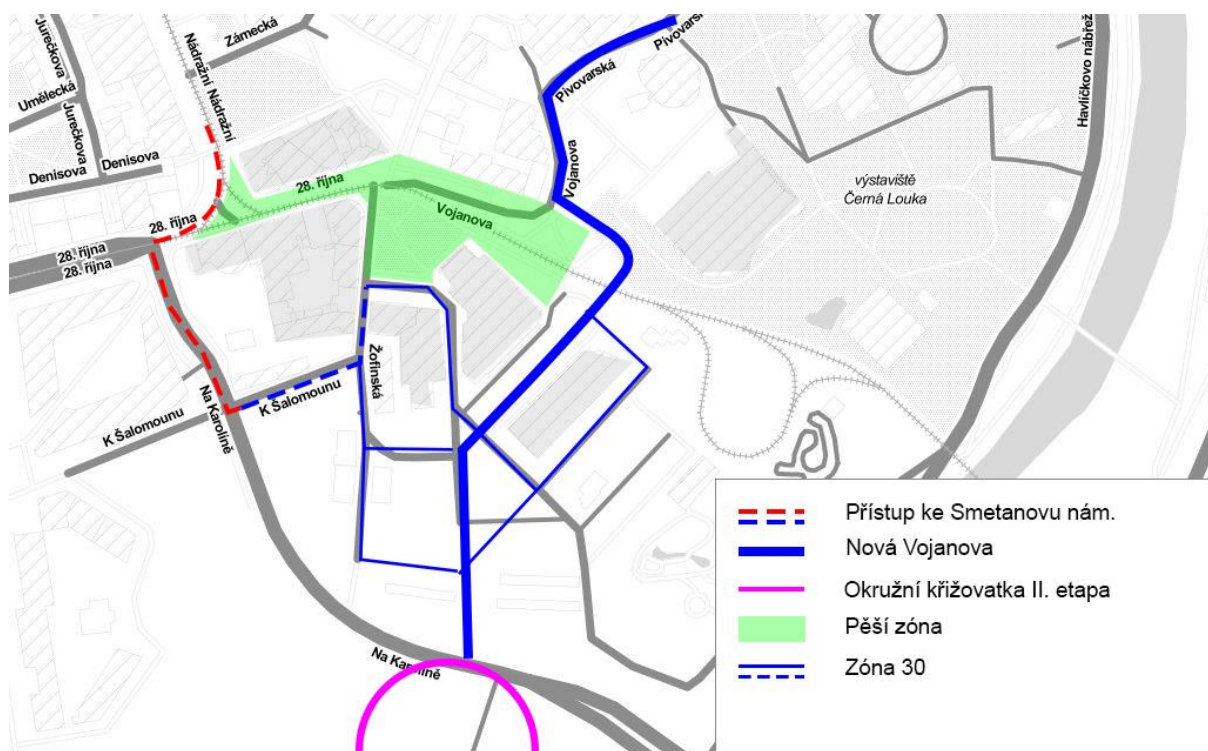 Jurečkova
Nádražní
Zámecká
Pivovarská
Pivovarská
Pivovarská
Havlíčkovo nábřež
Umělecká
Jurečkova
Nádražní
Denisova
Denisova
28. října
Vojanova
výstaviště
Černá Louka
28. října
Vojanova
28. října
28. října
Žofinská
K Šalomounu
Na Karolíně
K Šalomounu
Na Karolíně
Přístup ke Smetanovu nám.
Nová Vojanova
Okružní křižovatka II. etapa
Pěší zóna
Zóna 30